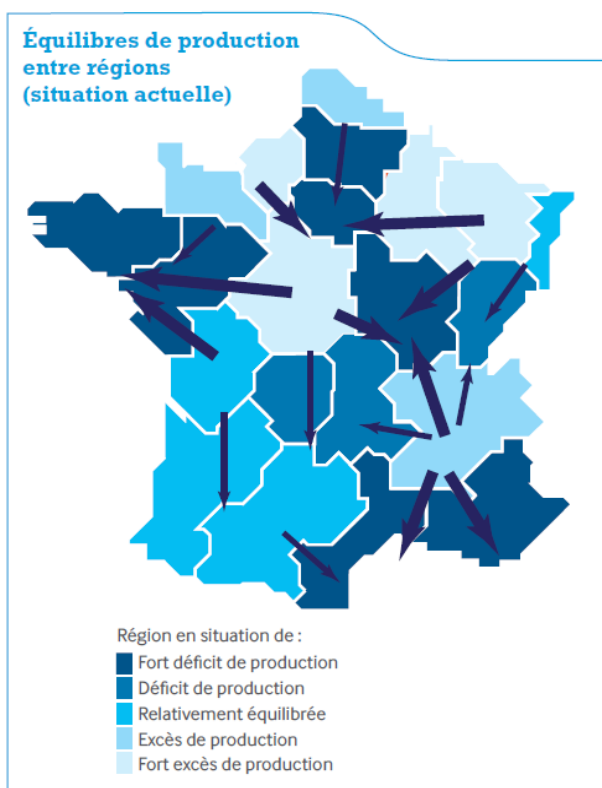 Équilibres de production
entre régions
(situation actuelle)
Région en situation de :
Fort déficit de production
Déficit de production
Relativement équilibrée
Excès de production
Fort excès de production